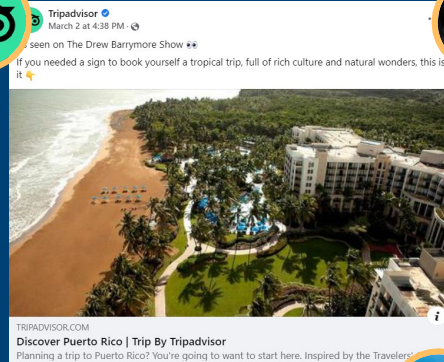 Tripadvisor
March 2 at 4:38 PM ·
seen on The Drew Barrymore Show 👀
If you needed a sign to book yourself a tropical trip, full of rich culture and natural wonders, this is
it 👇
i
TRIPADVISOR.COM
Discover Puerto Rico | Trip By Tripadvisor
Planning a trip to Puerto Rico? You're going to want to start here. Inspired by the Travelers'